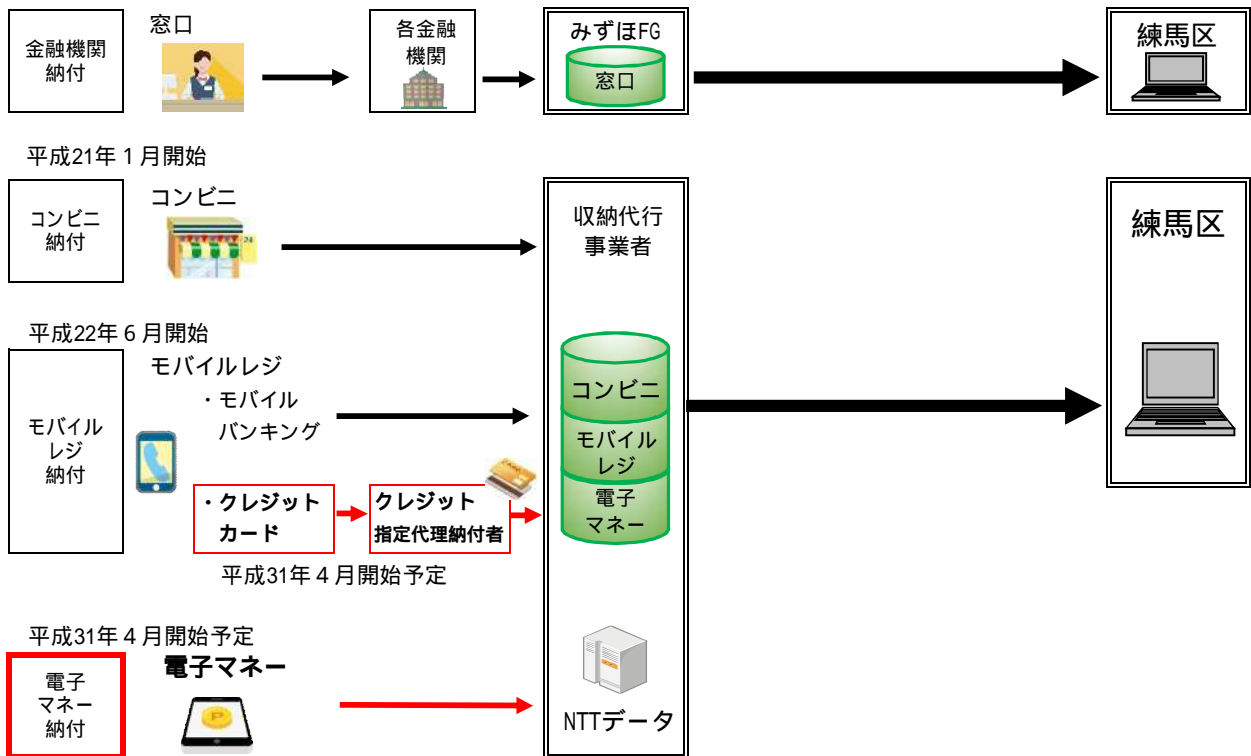 金融機関
納付
窓口
各金融
機関
みずほFG
窓口
練馬区
平成21年1月開始
コンビニ
納付
コンビニ
収納代行
事業者
練馬区
平成22年6月開始
モバイル
レジ
納付
モバイルレジ
・モバイル
バンキング
・クレジット
カード
クレジット
指定代理納付者
平成31年4月開始予定
コンビニ
モバイル
レジ
電子
マネー
平成31年4月開始予定
電子
マネー
納付
電子マネー
NTTデータ